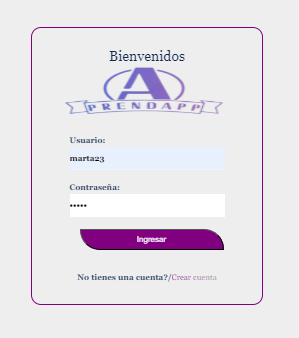 Bienvenidos
A
PRENDAPP
Usuario:
marta23
Contraseña:
•••••
Ingresar
No tienes una cuenta?/Crear cuenta